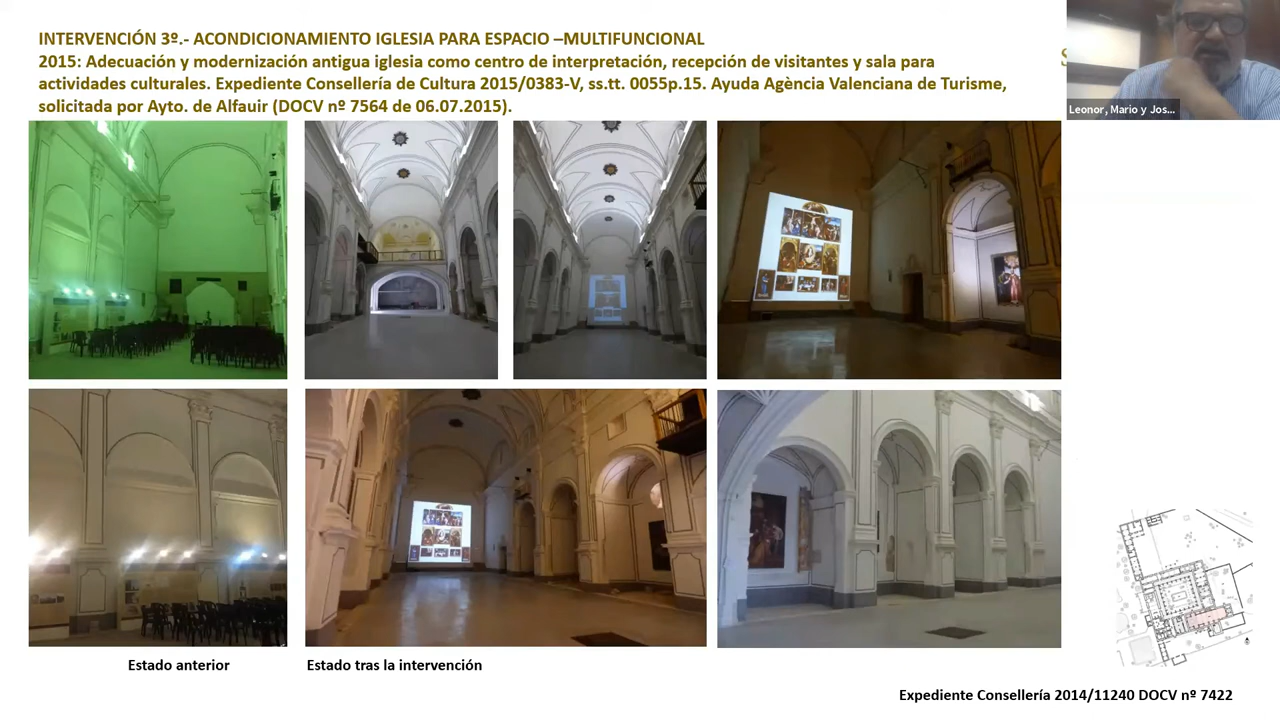 INTERVENCIÓN 3º.- ACONDICIONAMIENTO IGLESIA PARA ESPACIO –MULTIFUNCIONAL
2015: Adecuación y modernización antigua iglesia como centro de interpretación, recepción de visitantes y sala para
actividades culturales. Expediente Consellería de Cultura 2015/0383-V, ss.tt. 0055p.15. Ayuda Agència Valenciana de Turisme,
solicitada por Ayto. de Alfauir (DOCV nº 7564 de 06.07.2015).
Leonor, Mario y Jos...
Estado anterior
Estado tras la intervención
Expediente Consellería 2014/11240 DOCV nº 7422